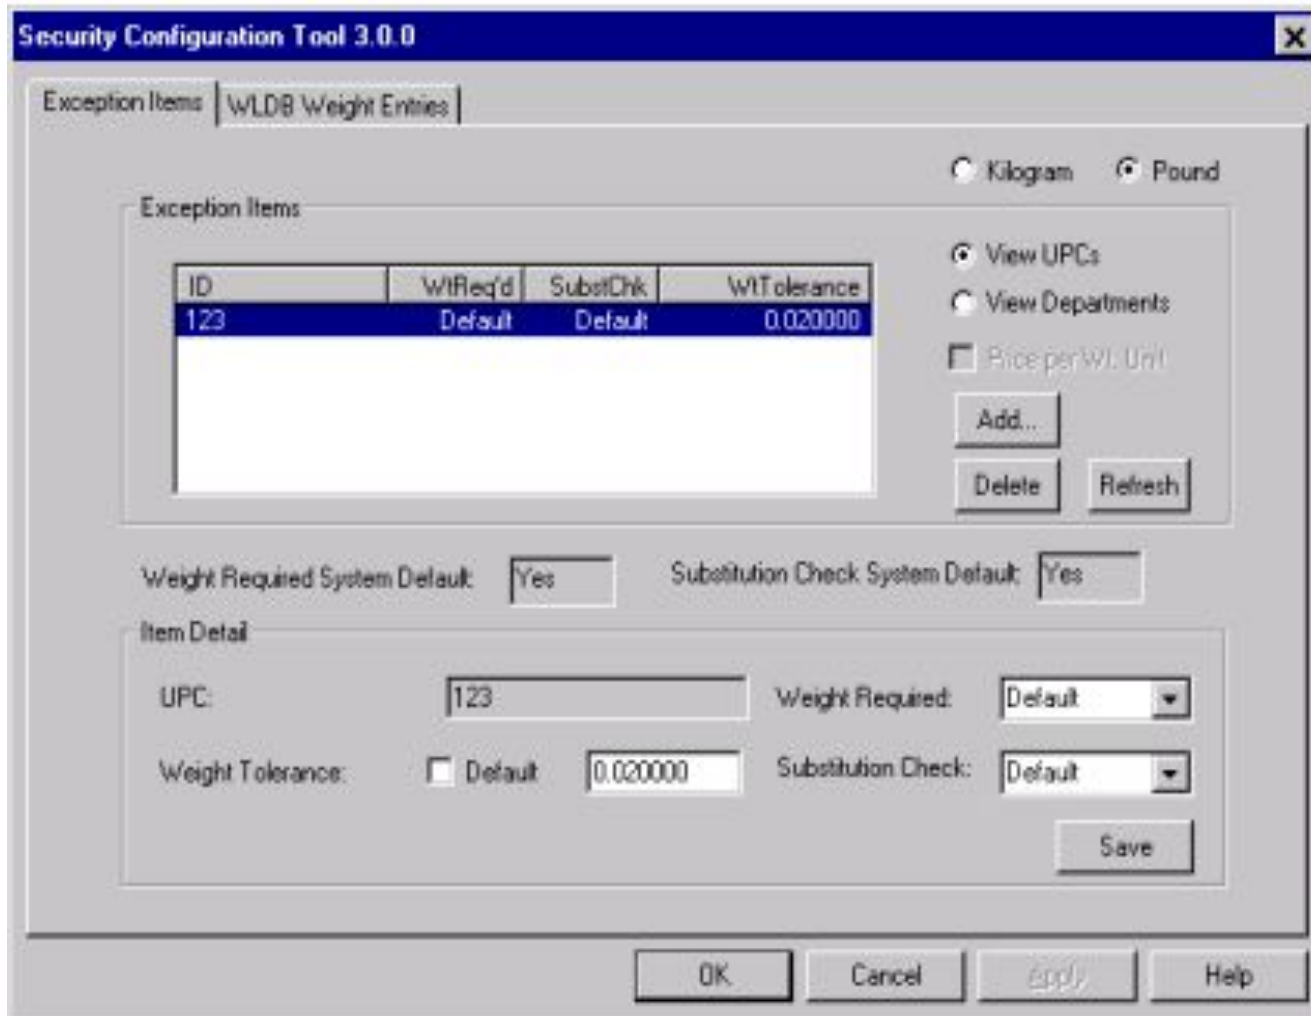 Security Configuration Tool 3.0.0
Exception Items
WLDB Weight Entries
Kilogram
Pound
Exception Items
View UPCs
View Departments
Price per Wt. Unit
ID WtReq'd SubstChk WtTolerance
123 Default Default 0.020000
Add...
Delete
Refresh
Weight Required System Default: Yes
Substitution Check System Default: Yes
Item Detail
UPC: 123
Weight Required: Default
Weight Tolerance: Default 0.020000
Substitution Check: Default
Save
OK
Cancel
Apply
Help